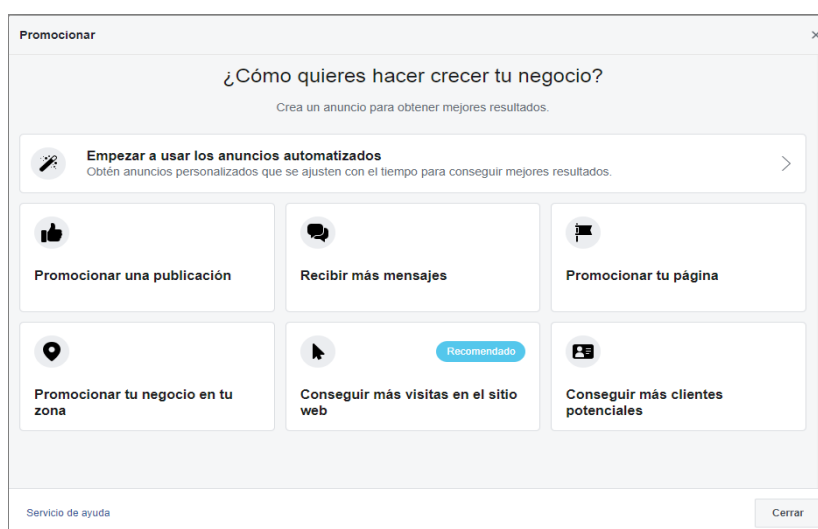 Promocionar
¿Cómo quieres hacer crecer tu negocio?
Crea un anuncio para obtener mejores resultados.
Empezar a usar los anuncios automatizados
Obtén anuncios personalizados que se ajusten con el tiempo para conseguir mejores resultados.
Promocionar una publicación
Recibir más mensajes
Promocionar tu página
Recomendado
Promocionar tu negocio en tu
zona
Conseguir más visitas en el sitio
web
Conseguir más clientes
potenciales
Servicio de ayuda
Cerrar